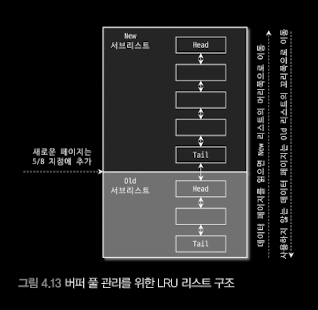 New
서브리스트
Head
Tail
새로운 페이지는
5/8 지점에 추가
Old
서브리스트
Head
Tail
데이터 페이지를 읽으면 New 리스트의 머리쪽으로 이동
사용하지 않는 데이터 페이지는 Old 리스트의 꼬리쪽으로 이동
그림 4.13 버퍼 풀 관리를 위한 LRU 리스트 구조